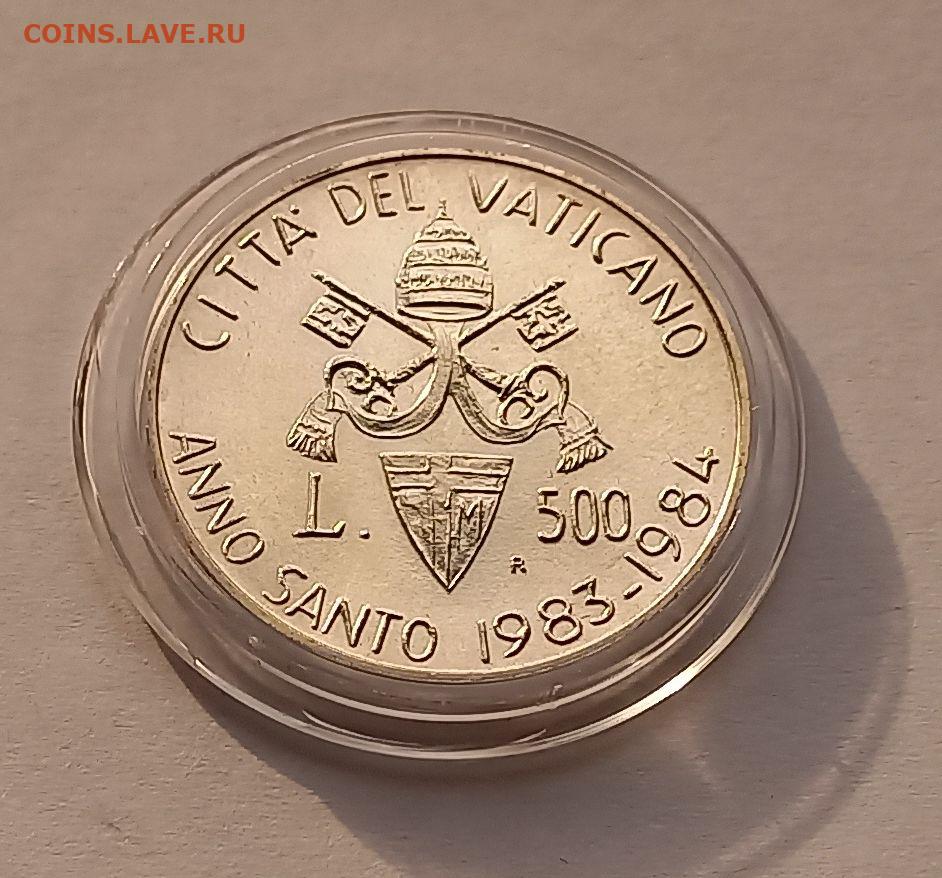 COINS.LAVE.RU
CITTA' DEL VATICANO
L. 500
M
R
ANNO SANTO 1983-1984